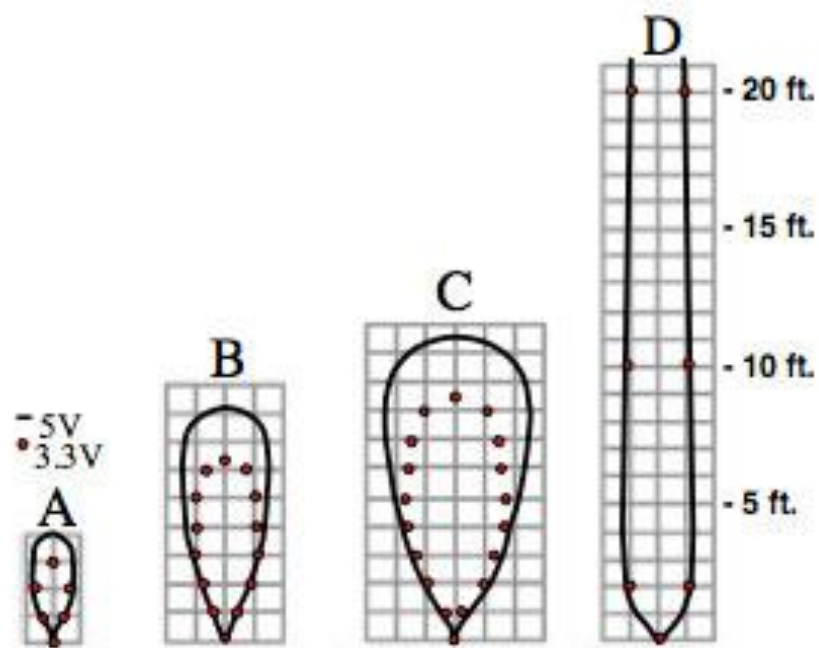 D
- 20 ft.
- 15 ft.
C
B
- 10 ft.
– 5V
3.3V
A
- 5 ft.